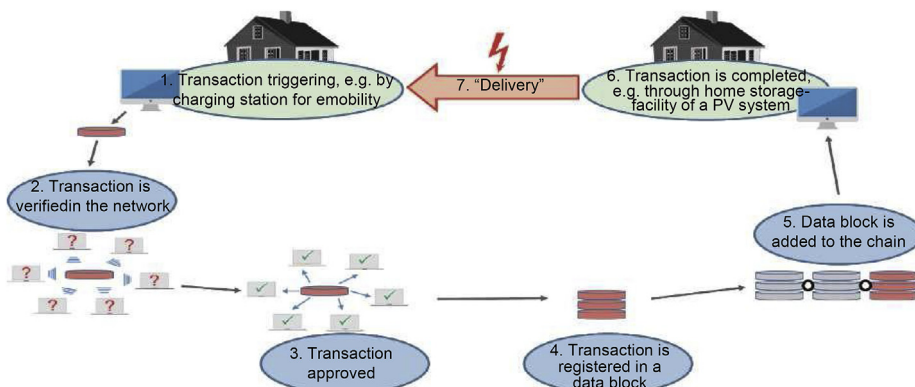 1. Transaction triggering, e.g. by
charging station for emobility
2. Transaction is
verifiedin the network
?
?
?
?
?
?
3. Transaction
approved
4. Transaction is
registered in a
data block
5. Data block is
added to the chain
6. Transaction is completed,
e.g. through home storage-
facility of a PV system
7. “Delivery”